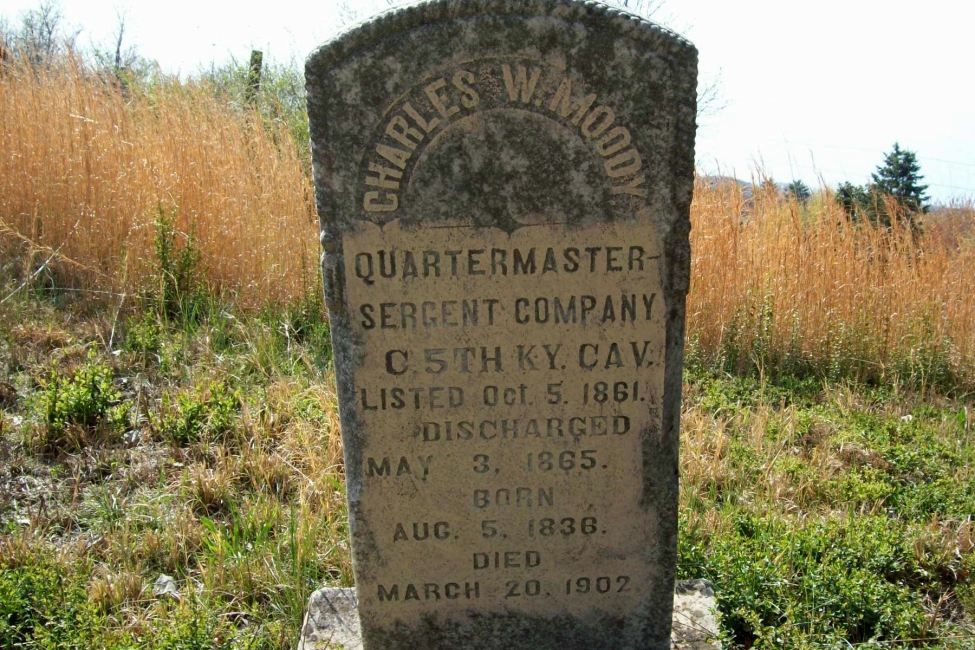 CHARLES W. MOODY
QUARTERMASTER-
SERGENT COMPANY
C. 5TH KY. CAV.
LISTED OCT. 5. 1861.
DISCHARGED
MAY 3, 1865.
BORN
AUG. 5, 1836.
DIED
MARCH 20, 1902